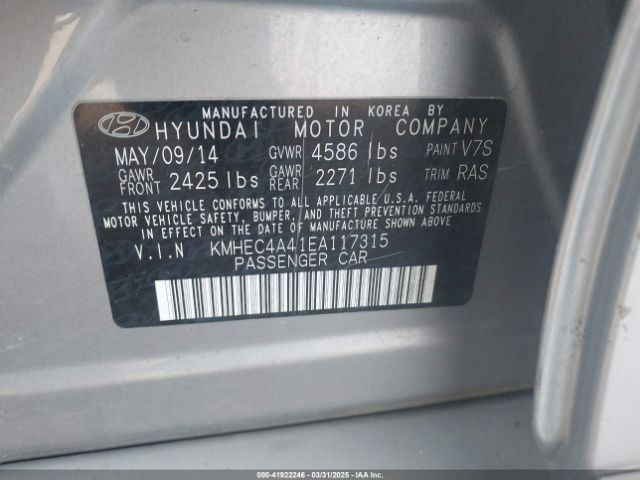 MANUFACTURED IN KOREA BY
HYUNDAI MOTOR COMPANY
MAY/09/14 GVWR 4586 lbs PAINT V7S
GAWR FRONT 2425 lbs GAWR REAR 2271 lbs TRIM RAS
THIS VEHICLE CONFORMS TO ALL APPLICABLE U.S.A. FEDERAL
MOTOR VEHICLE SAFETY, BUMPER, AND THEFT PREVENTION STANDARDS
IN EFFECT ON THE DATE OF MANUFACTURE SHOWN ABOVE.
V.I.N KMHEC4A41EA117315
PASSENGER CAR
000-41922246 - 03/31/2025 - IAAI.COM